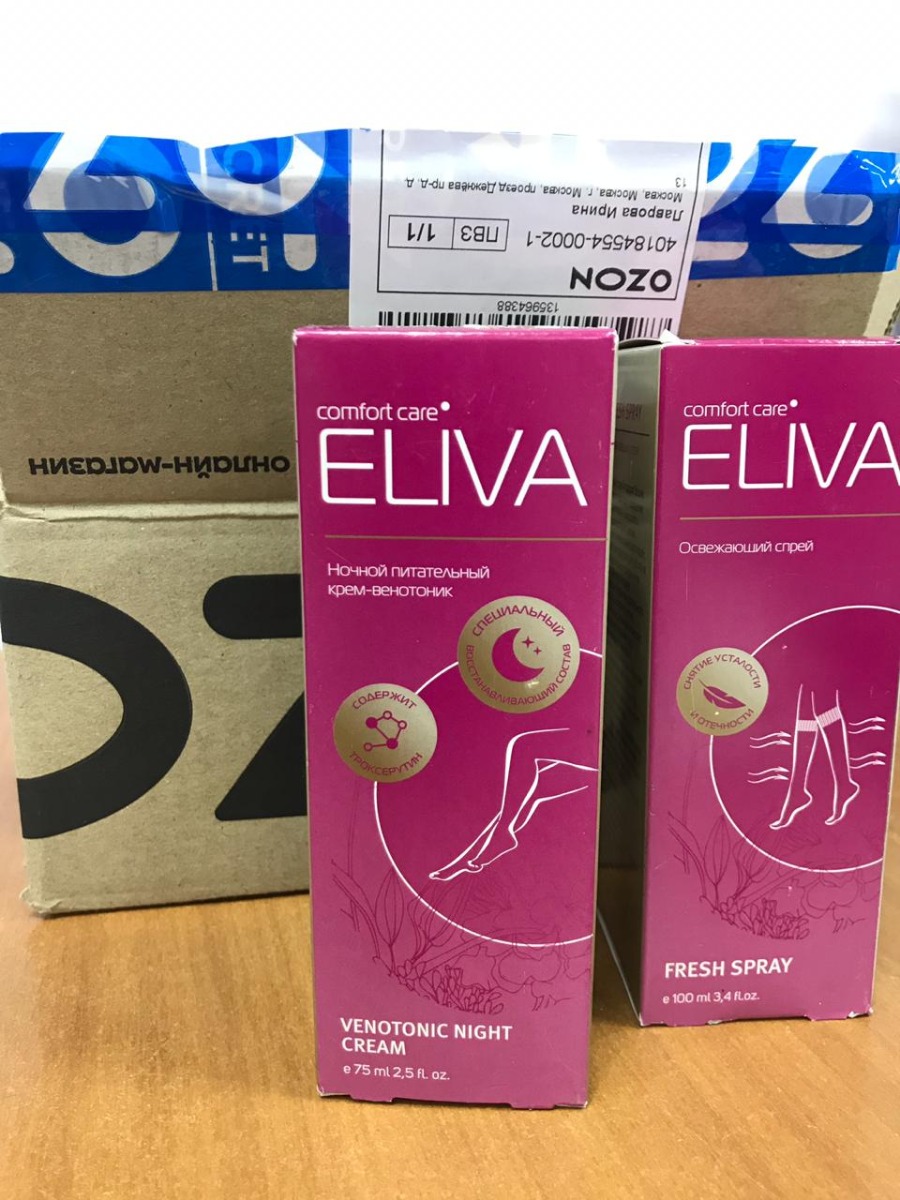 СЕТ
13
Москва, Москва, г. Москва, проезд Дежнёва пр-д, д.
Лаврова Ирина
40184554-0002-1
ПВЗ 1/1
OZON
135964388
онлайн-магазин
OZ
comfort care
ELIVA
Ночной питательный
крем-венотоник
СПЕЦИАЛЬНЫЙ
ВОССТАНАВЛИВАЮЩИЙ СОСТАВ
СОДЕРЖИТ
ТРОКСЕРУТИН
VENOTONIC NIGHT
CREAM
e 75 ml 2,5 fl. oz.
comfort care
ELIVA
Освежающий спрей
СНЯТИЕ УСТАЛОСТИ
И ОТЕЧНОСТИ
FRESH SPRAY
e 100 ml 3,4 fl.oz.